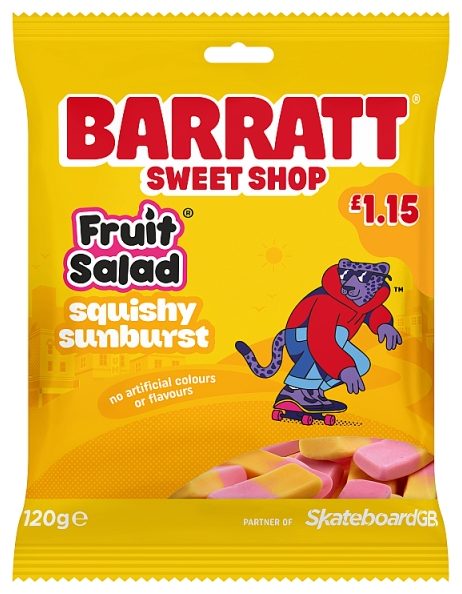 BARRATT®
SWEET SHOP
£1.15
Fruit®
Salad
squishy
sunburst
TM
no artificial colours
or flavours
120g℮
PARTNER OF SkateboardGB